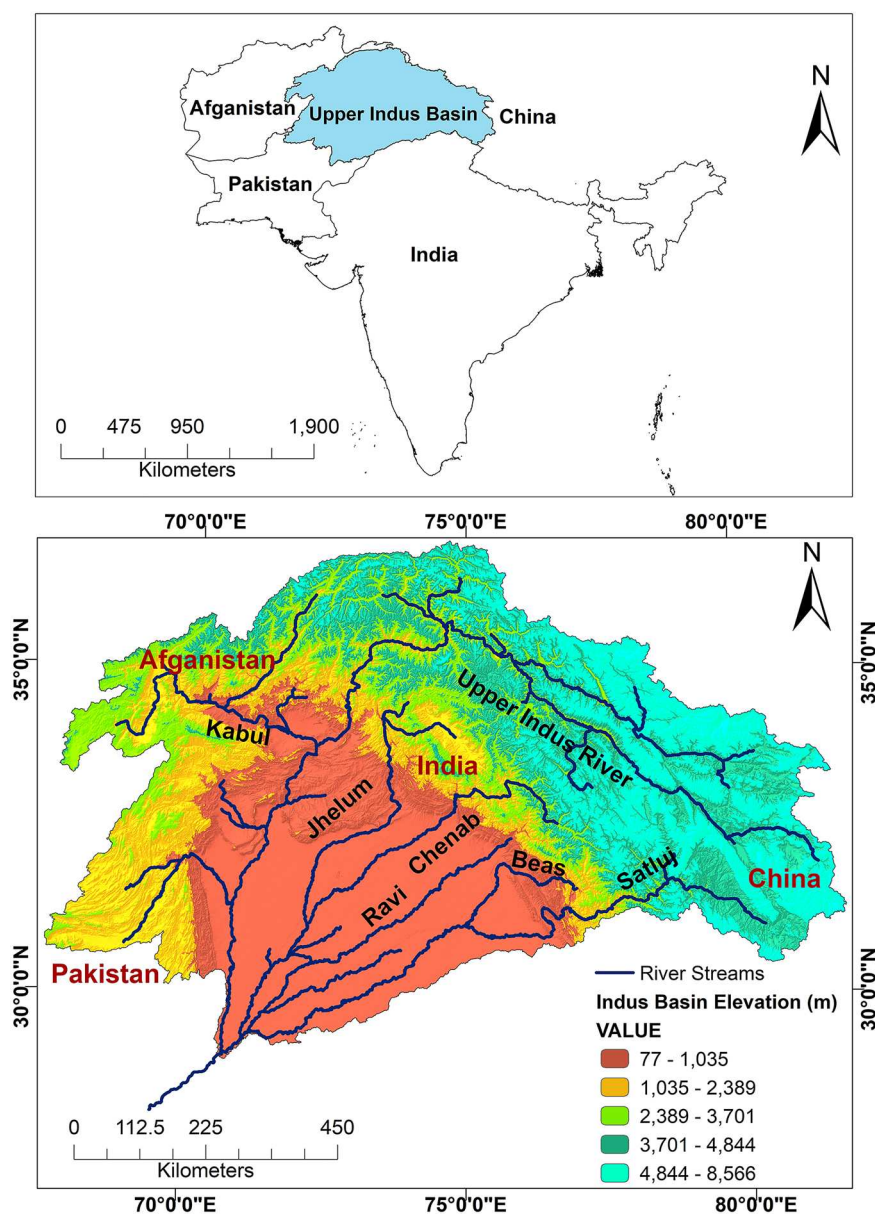 N
Afganistan
Upper Indus Basin
China
Pakistan
India
0 475 950 1,900
Kilometers
70°0'0"E 75°0'0"E 80°0'0"E
N
35°0'0"N
35°0'0"N
Afganistan
Upper Indus River
Kabul
India
Jhelum
Chenab
Beas
Satluj
Ravi
China
Pakistan
30°0'0"N
30°0'0"N
River Streams
Indus Basin Elevation (m)
VALUE
77 - 1,035
1,035 - 2,389
2,389 - 3,701
3,701 - 4,844
4,844 - 8,566
0 112.5 225 450
Kilometers
70°0'0"E 75°0'0"E 80°0'0"E